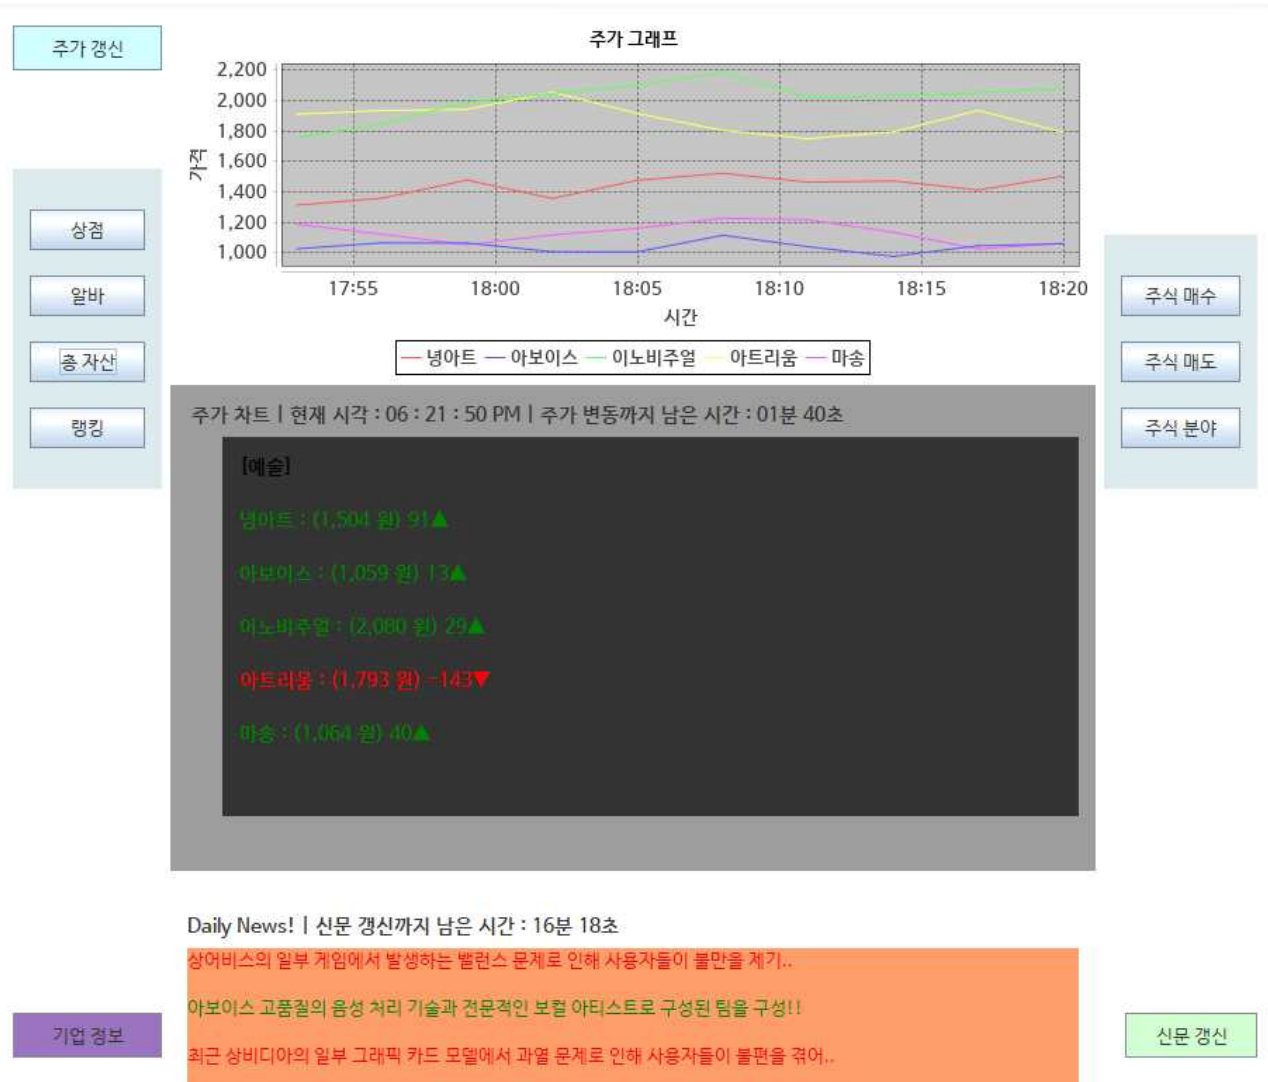 주가 갱신
주가 그래프
2,200
2,000
1,800
1,600
1,400
1,200
1,000
가격
17:55 18:00 18:05 18:10 18:15 18:20
시간
넝아트 아보이스 이노비주얼 아트리움 마송
상점
알바
총 자산
랭킹
주식 매수
주식 매도
주식 분야
주가 차트 | 현재 시각 : 06 : 21 : 50 PM | 주가 변동까지 남은 시간 : 01분 40초
[예술]
넝아트 : (1,504 원) 91▲
아보이스 : (1,059 원) 13▲
이노비주얼 : (2,080 원) 29▲
아트리움 : (1,793 원) -143▼
마송 : (1,064 원) 40▲
Daily News! | 신문 갱신까지 남은 시간 : 16분 18초
상어비스의 일부 게임에서 발생하는 밸런스 문제로 인해 사용자들이 불만을 제기..
아보이스 고품질의 음성 처리 기술과 전문적인 보컬 아티스트로 구성된 팀을 구성!!
최근 상비디아의 일부 그래픽 카드 모델에서 과열 문제로 인해 사용자들이 불편을 겪어..
기업 정보
신문 갱신